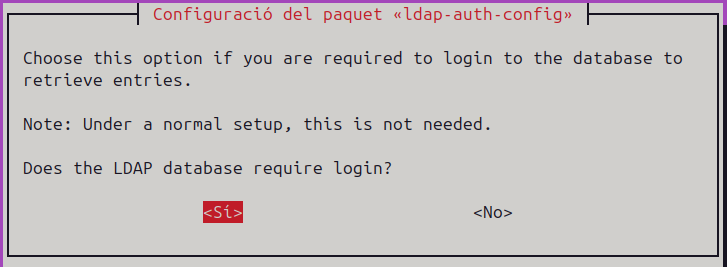 Configuració del paquet «ldap-auth-config»
Choose this option if you are required to login to the database to
retrieve entries.
Note: Under a normal setup, this is not needed.
Does the LDAP database require login?
<Sí> <No>